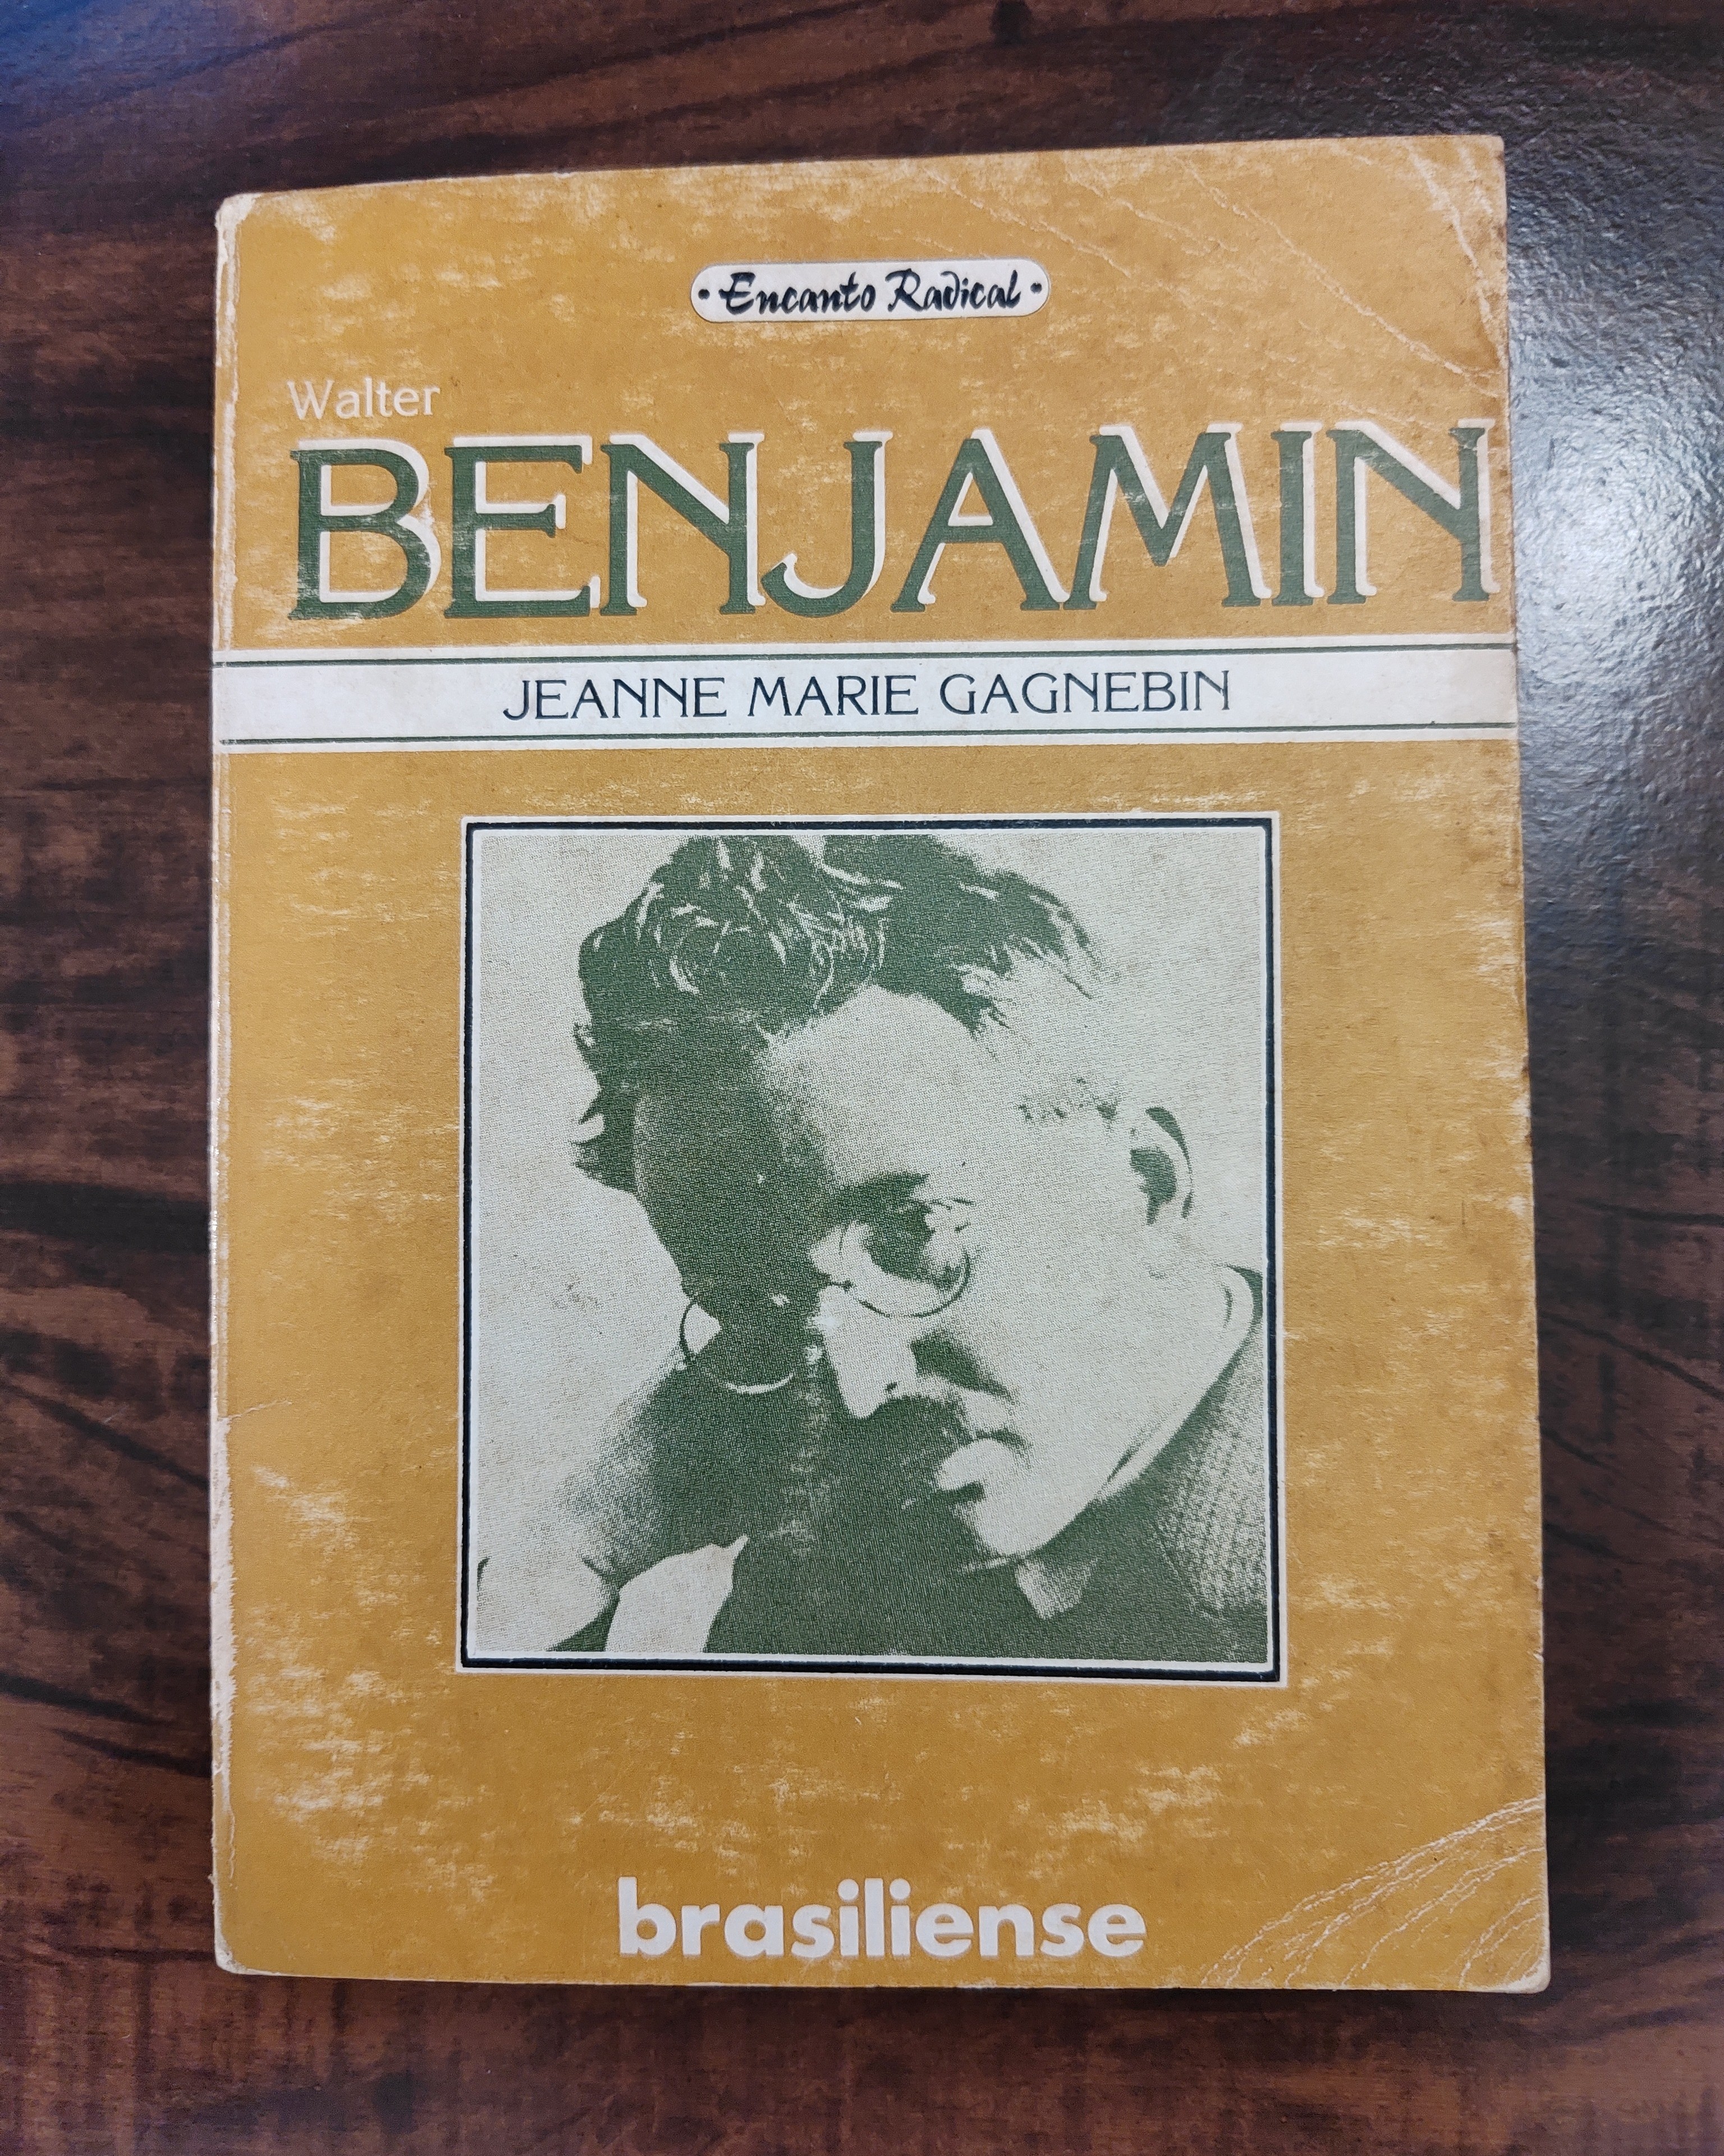 • Encanto Radical •
Walter
BENJAMIN
JEANNE MARIE GAGNEBIN
brasiliense